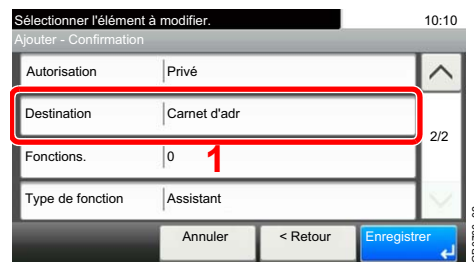 Sélectionner l'élément à modifier. 10:10
Ajouter - Confirmation
Autorisation Privé
Destination Carnet d'adr
2/2
Fonctions. 0 1
Type de fonction Assistant
Annuler < Retour Enregistrer